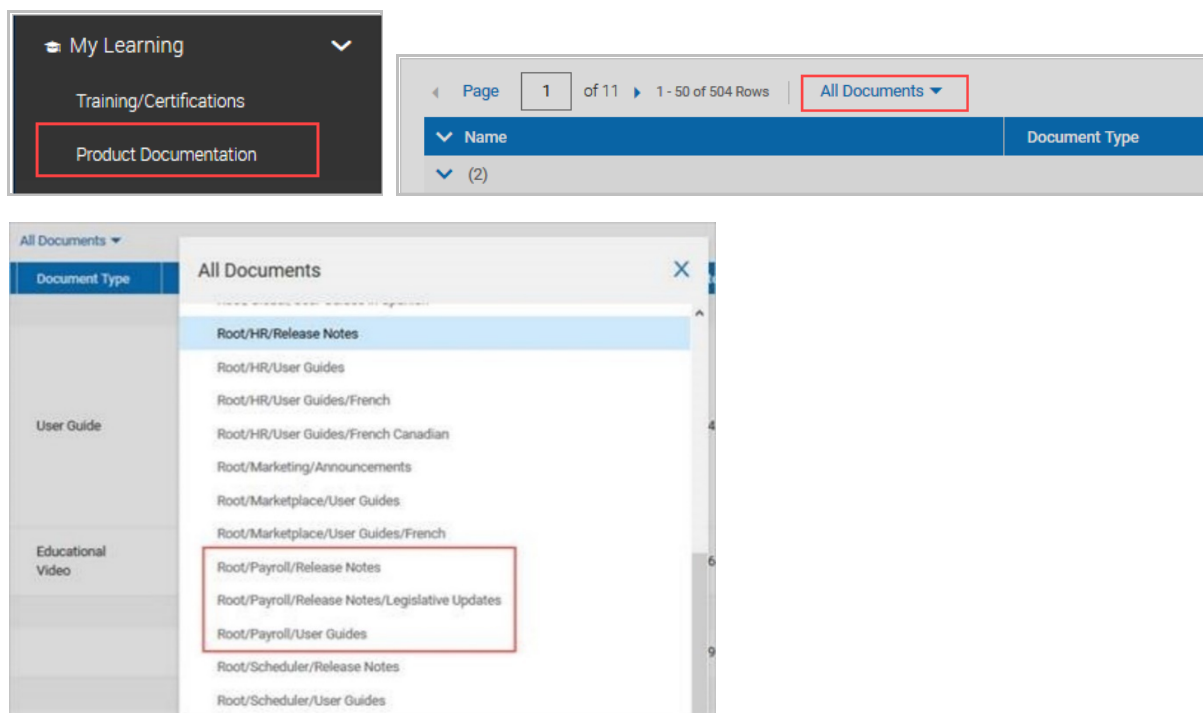 My Learning
Training/Certifications
Product Documentation
Page 1 of 11 1 - 50 of 504 Rows All Documents
Name Document Type
(2)
All Documents
Document Type
User Guide
Educational
Video
All Documents
Root/HR/Release Notes
Root/HR/User Guides
Root/HR/User Guides/French
Root/HR/User Guides/French Canadian
Root/Marketing/Announcements
Root/Marketplace/User Guides
Root/Marketplace/User Guides/French
Root/Payroll/Release Notes
Root/Payroll/Release Notes/Legislative Updates
Root/Payroll/User Guides
Root/Scheduler/Release Notes
Root/Scheduler/User Guides
4
6
9